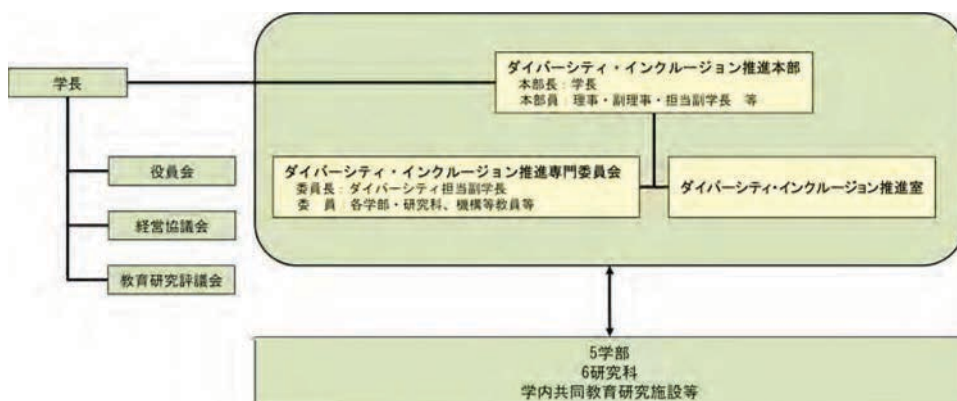 ダイバーシティ・インクルージョン推進本部
本部長：学長
本部員：理事・副理事・担当副学長　等
学長
ダイバーシティ・インクルージョン推進専門委員会
委員長：ダイバーシティ担当副学長
委　員：各学部・研究科、機構等教員等
ダイバーシティ・インクルージョン推進室
役員会
経営協議会
教育研究評議会
5学部
6研究科
学内共同教育研究施設等